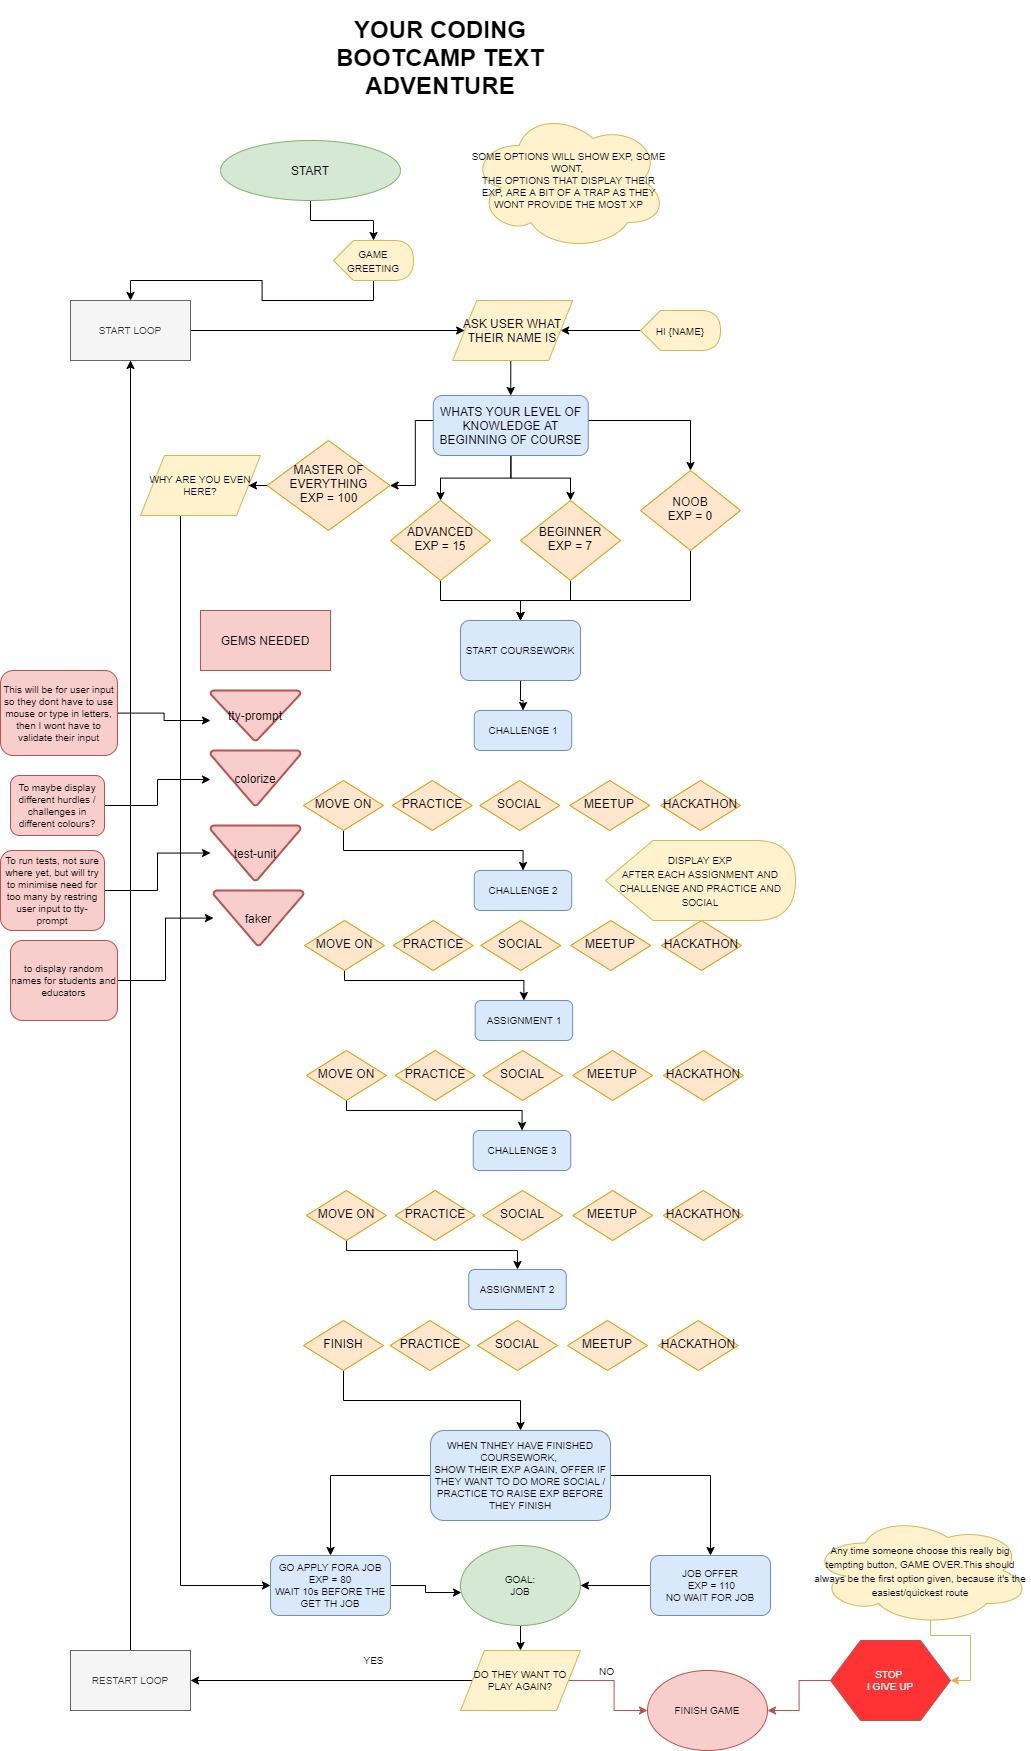 YOUR CODING
BOOTCAMP TEXT
ADVENTURE
START
SOME OPTIONS WILL SHOW EXP, SOME
WONT,
THE OPTIONS THAT DISPLAY THEIR
EXP, ARE A BIT OF A TRAP AS THEY
WONT PROVIDE THE MOST XP
GAME
GREETING
START LOOP
ASK USER WHAT
THEIR NAME IS
HI {NAME}
WHATS YOUR LEVEL OF
KNOWLEDGE AT
BEGINNING OF COURSE
WHY ARE YOU EVEN
HERE?
MASTER OF
EVERYTHING
EXP = 100
ADVANCED
EXP = 15
BEGINNER
EXP = 7
NOOB
EXP = 0
GEMS NEEDED
START COURSEWORK
This will be for user input
so they dont have to use
mouse or type in letters,
then I wont have to
validate their input
tty-prompt
CHALLENGE 1
To maybe display
different hurdles /
challenges in
different colours?
colorize
MOVE ON
PRACTICE
SOCIAL
MEETUP
HACKATHON
To run tests, not sure
where yet, but will try
to minimise need for
too many by restring
user input to tty-
prompt
test-unit
CHALLENGE 2
DISPLAY EXP
AFTER EACH ASSIGNMENT AND
CHALLENGE AND PRACTICE AND
SOCIAL
faker
to display random
names for students and
educators
MOVE ON
PRACTICE
SOCIAL
MEETUP
HACKATHON
ASSIGNMENT 1
MOVE ON
PRACTICE
SOCIAL
MEETUP
HACKATHON
CHALLENGE 3
MOVE ON
PRACTICE
SOCIAL
MEETUP
HACKATHON
ASSIGNMENT 2
FINISH
PRACTICE
SOCIAL
MEETUP
HACKATHON
WHEN TNHEY HAVE FINISHED
COURSEWORK,
SHOW THEIR EXP AGAIN, OFFER IF
THEY WANT TO DO MORE SOCIAL /
PRACTICE TO RAISE EXP BEFORE
THEY FINISH
GO APPLY FORA JOB
EXP = 80
WAIT 10s BEFORE THE
GET TH JOB
GOAL:
JOB
JOB OFFER
EXP = 110
NO WAIT FOR JOB
Any time someone choose this really big
tempting button, GAME OVER.This should
always be the first option given, because it's the
easiest/quickest route
RESTART LOOP
YES
DO THEY WANT TO
PLAY AGAIN?
NO
FINISH GAME
STOP
I GIVE UP